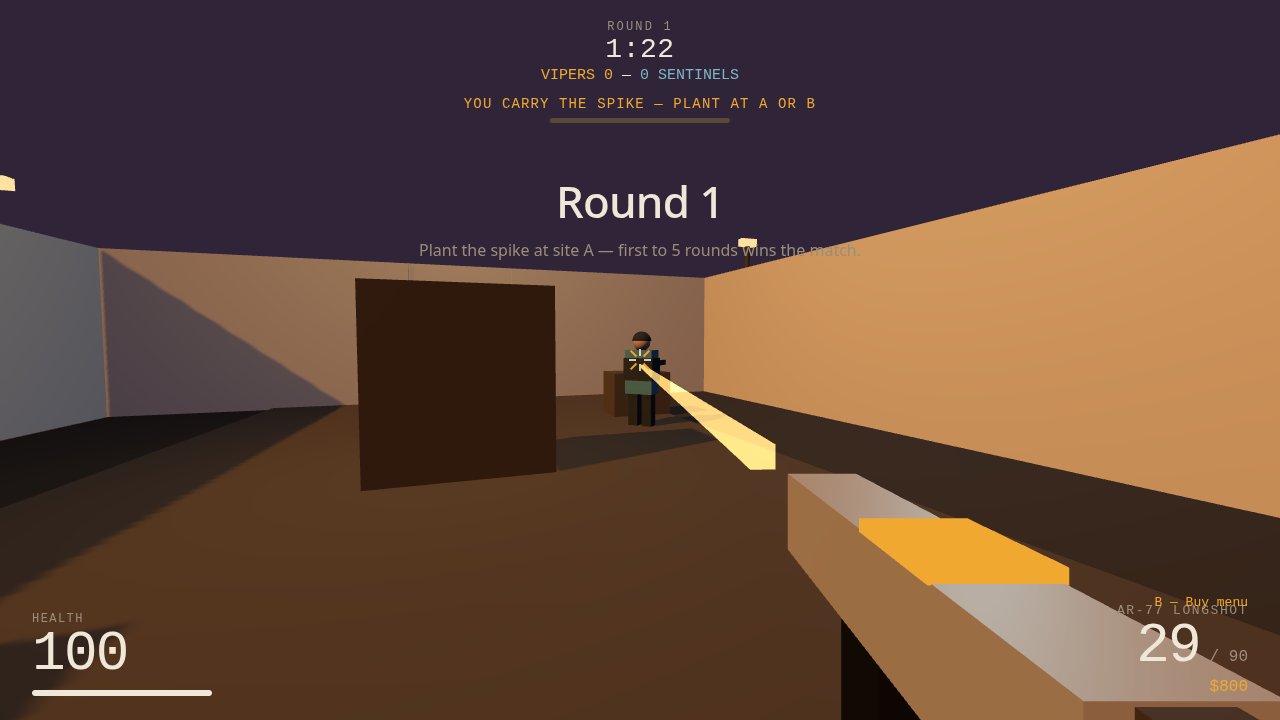 ROUND 1
1:22
VIPERS 0 — 0 SENTINELS
YOU CARRY THE SPIKE — PLANT AT A OR B
Round 1
Plant the spike at site A — first to 5 rounds wins the match.
HEALTH
100
B — Buy menu
AR-77 LONGSHOT
29 / 90
$800